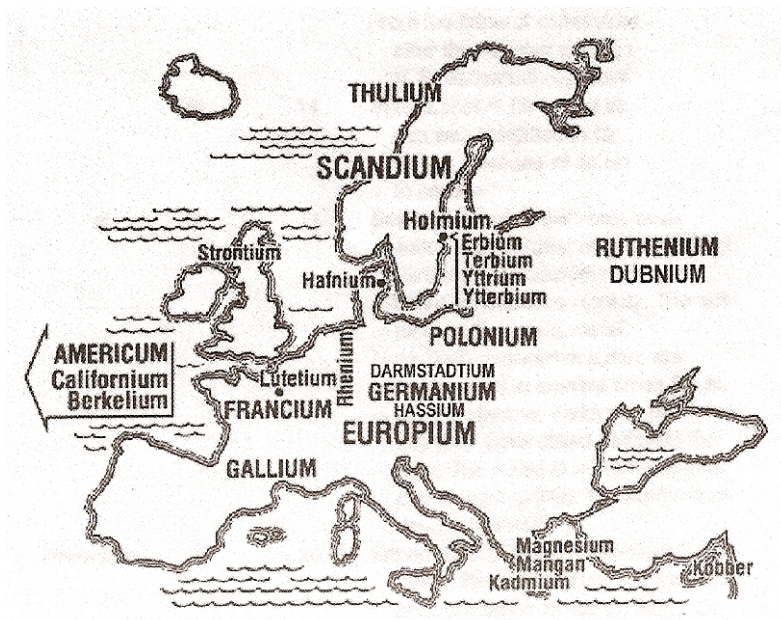 THULIUM
SCANDIUM
Holmium
Erbium
Terbium
Yttrium
Ytterbium
Strontium
Hafnium
RUTHENIUM
DUBNIUM
POLONIUM
AMERICUM
Californium
Berkelium
Rhenium
Lutetium
FRANCIUM
DARMSTADTIUM
GERMANIUM
HASSIUM
EUROPIUM
GALLIUM
Magnesium
Mangan
Kadmium
Kobber